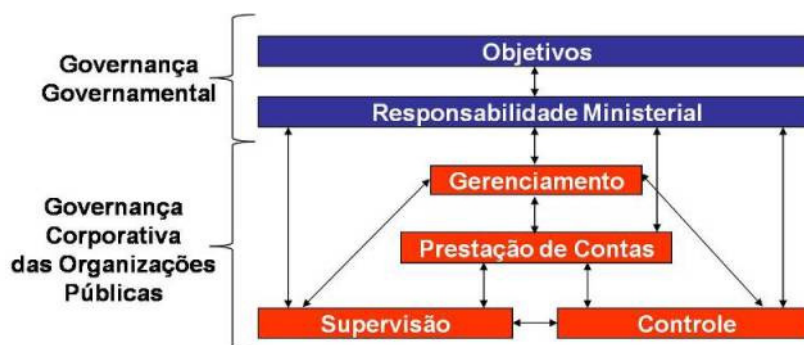 Governança
Governamental
Objetivos
Responsabilidade Ministerial
Governança
Corporativa
das Organizações
Públicas
Gerenciamento
Prestação de Contas
Supervisão
Controle